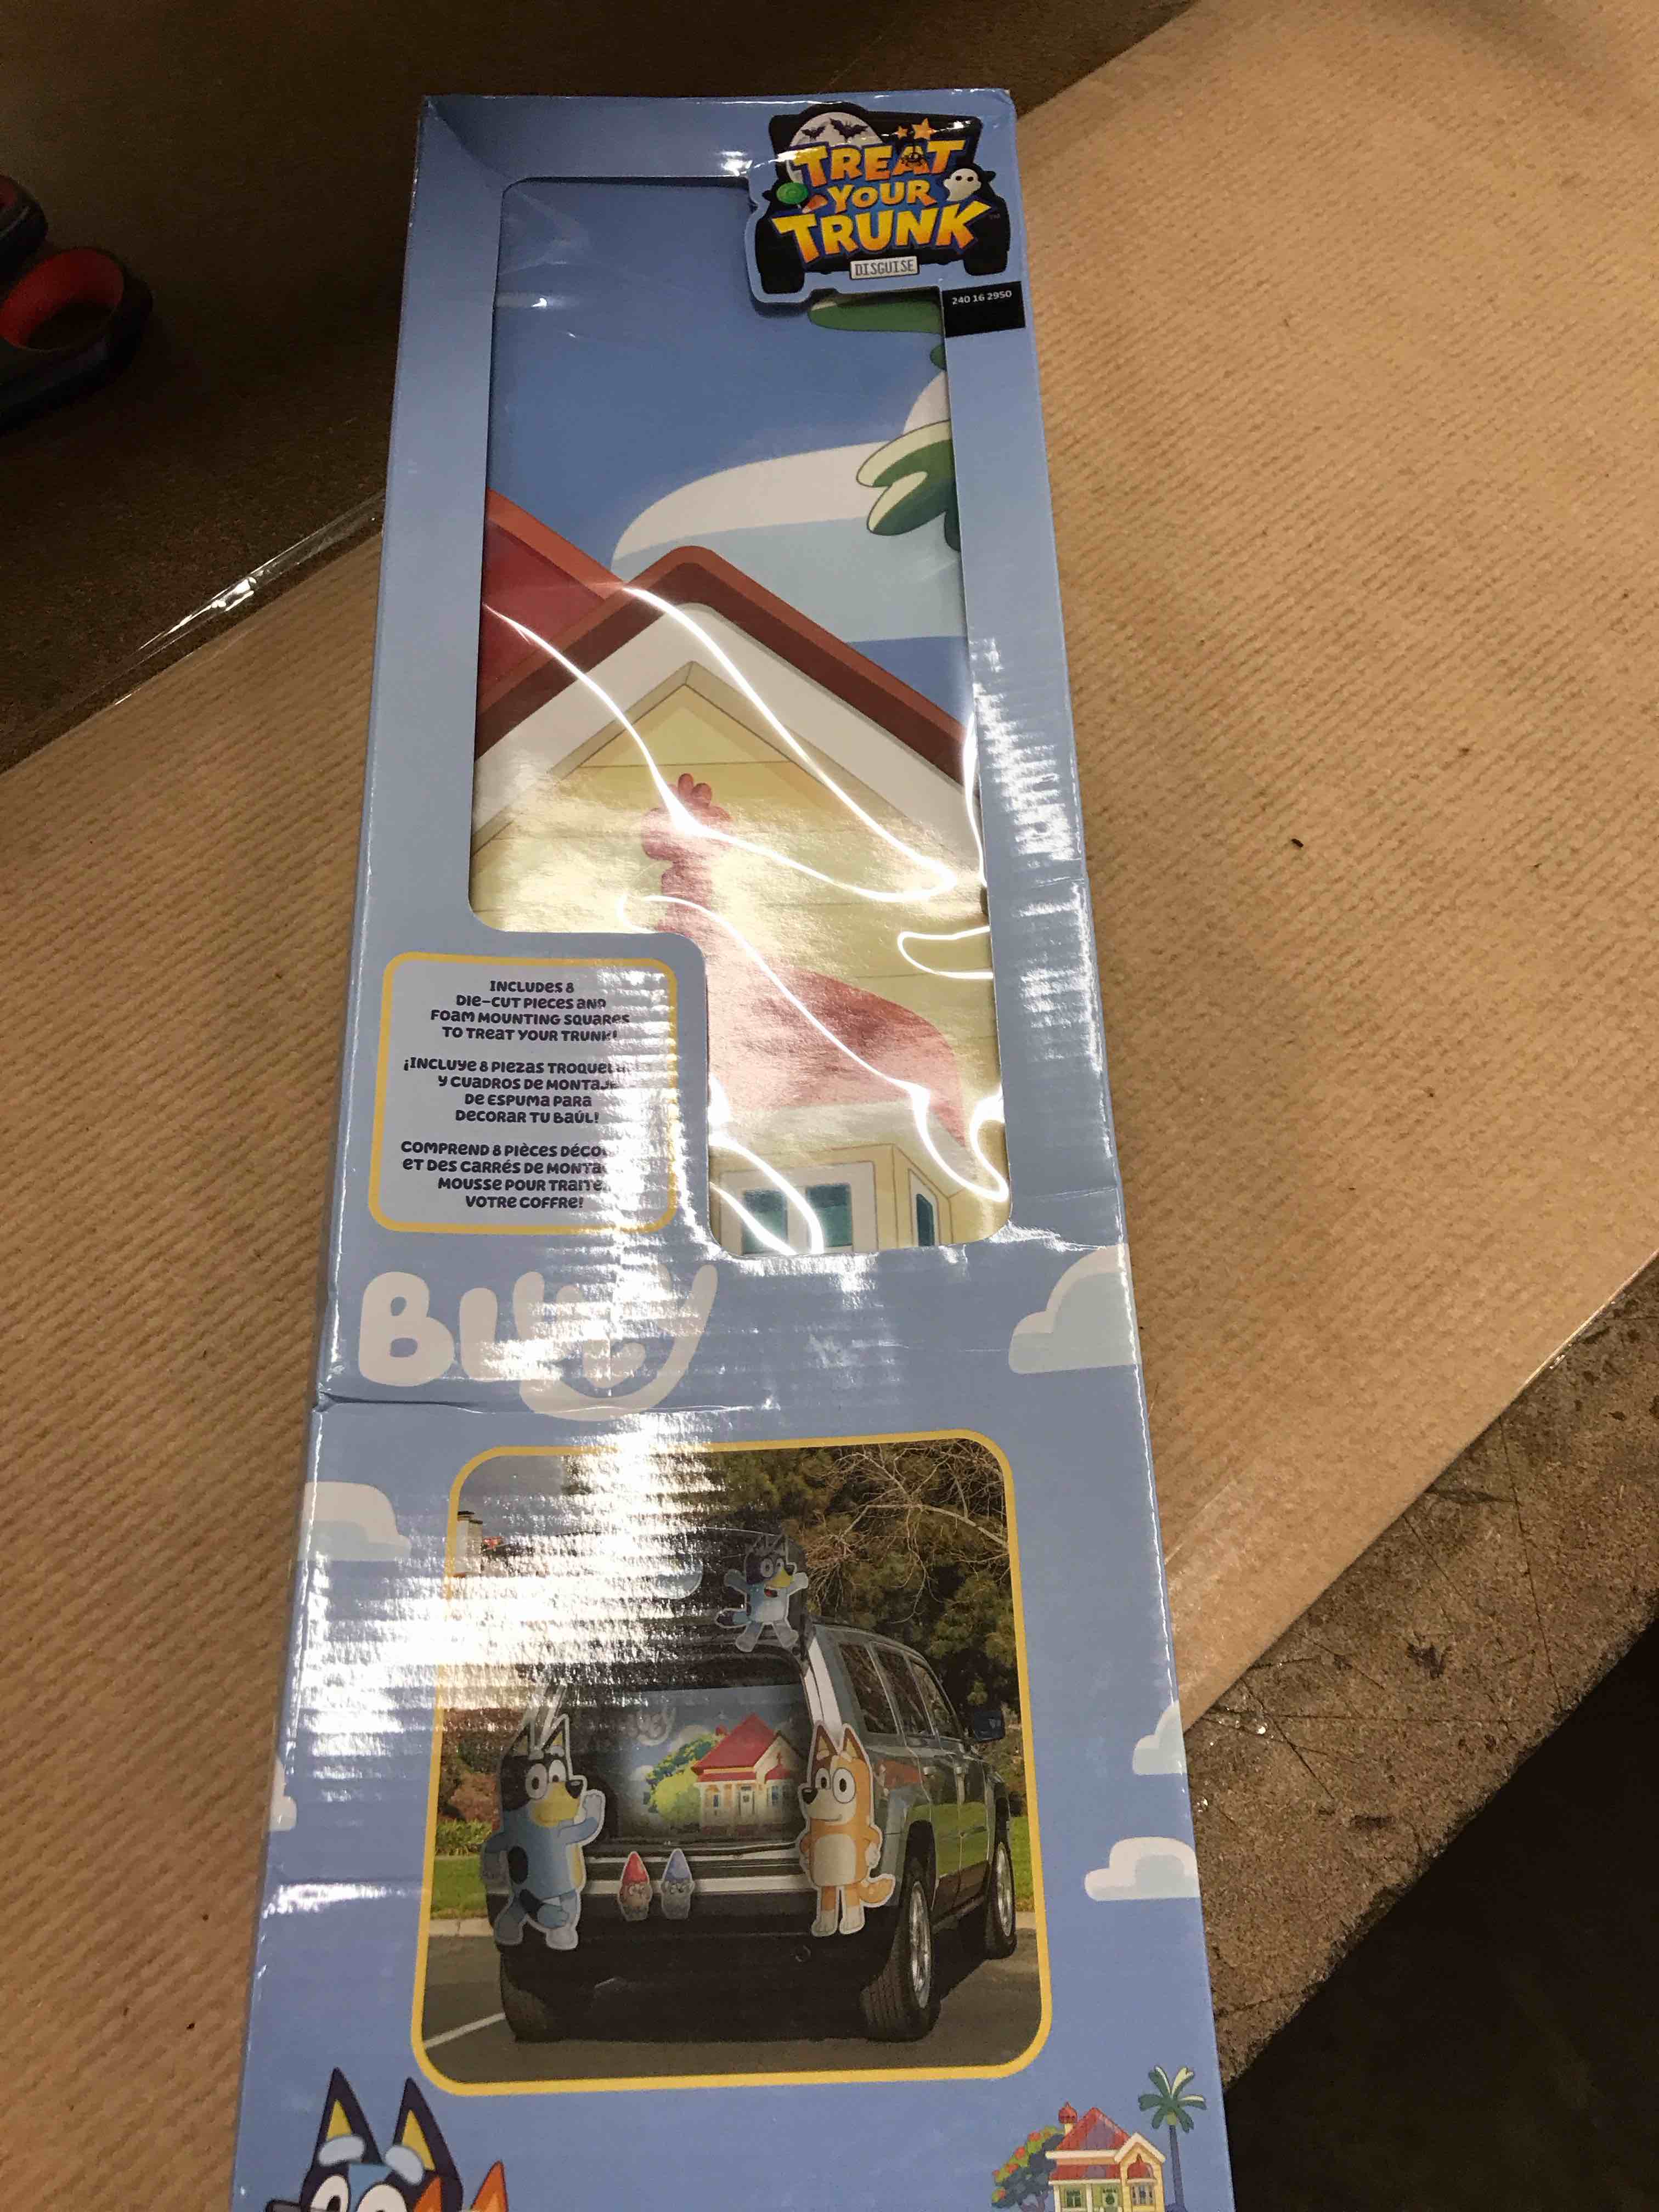 TREAT
YOUR
TRUNK™
DISGUISE
240 16 2950
INCLUDES 8
DIE-CUT PIECES AND
FOAM MOUNTING SQUARES
TO TREAT YOUR TRUNK!
¡INCLUYE 8 PIEZAS
Y CUADROS DE
DE ESPUMA PARA
DECORAR TU BAÚL!
COMPREND 8 PIÈCES
ET DES CARRÉS DE
MOUSSE POUR
VOTRE COFFRE!
BLUEY